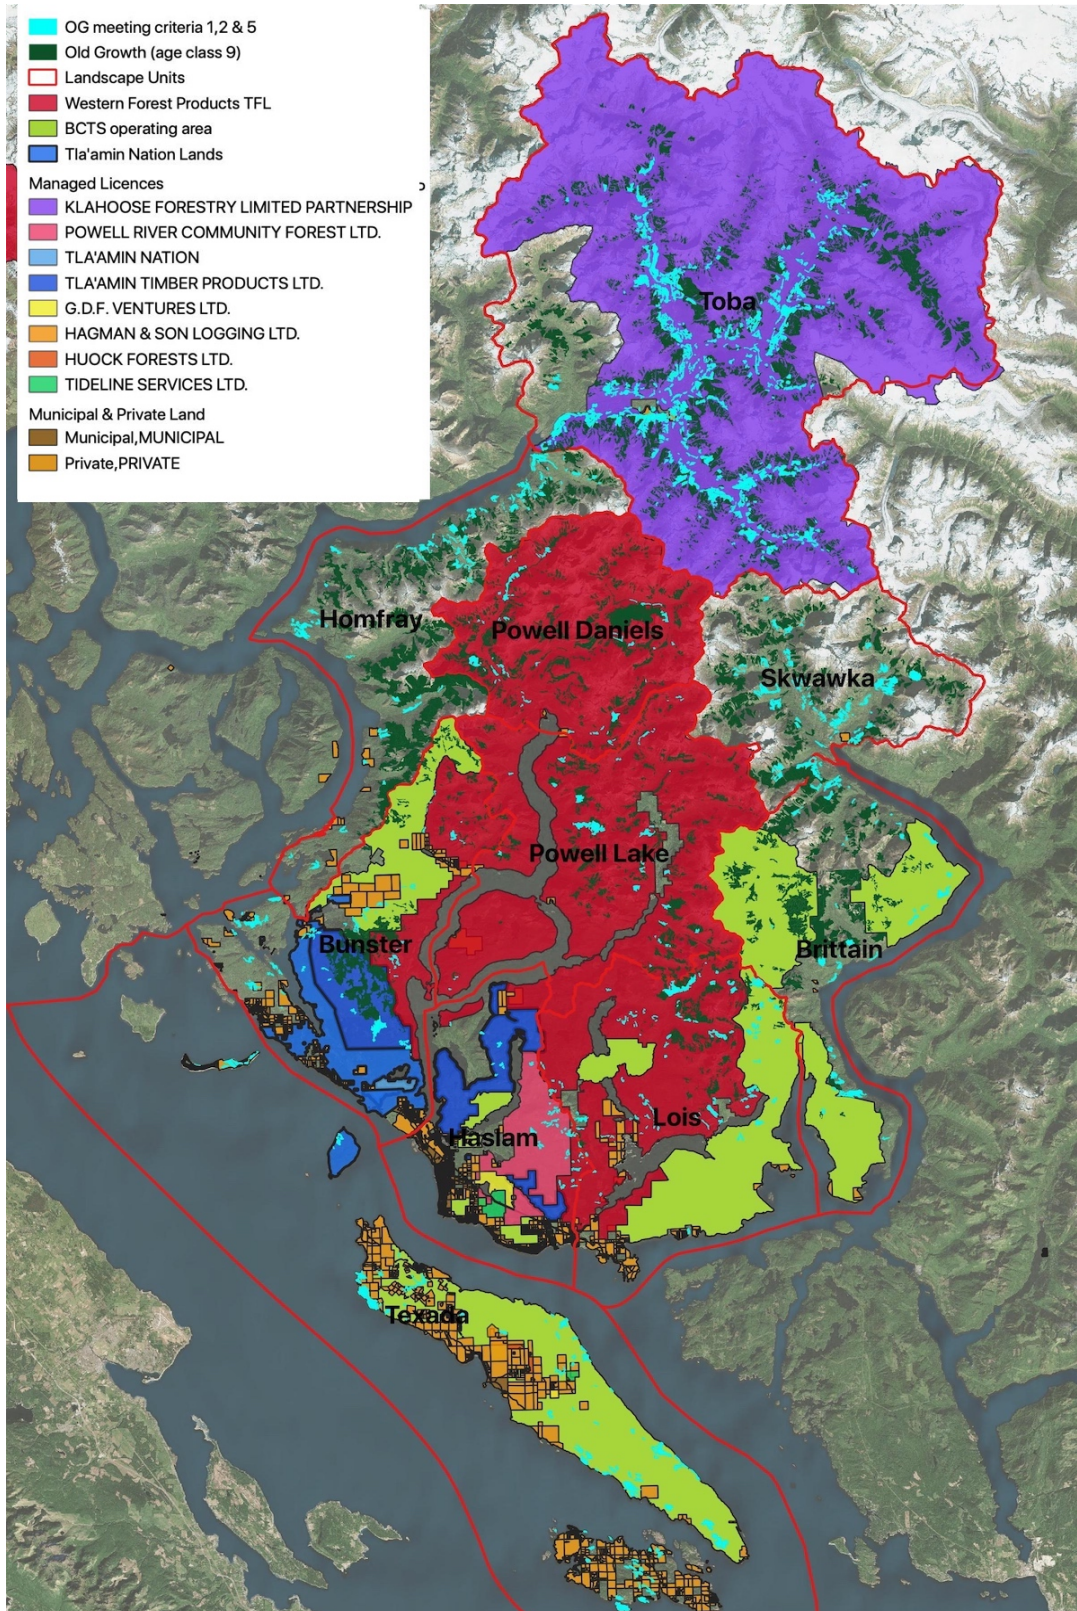 OG meeting criteria 1,2 & 5
Old Growth (age class 9)
Landscape Units
Western Forest Products TFL
BCTS operating area
Tla'amin Nation Lands
Managed Licences
KLAHOOSE FORESTRY LIMITED PARTNERSHIP
POWELL RIVER COMMUNITY FOREST LTD.
TLA'AMIN NATION
TLA'AMIN TIMBER PRODUCTS LTD.
G.D.F. VENTURES LTD.
HAGMAN & SON LOGGING LTD.
HUOCK FORESTS LTD.
TIDELINE SERVICES LTD.
Municipal & Private Land
Municipal,MUNICIPAL
Private,PRIVATE
Toba
Homfray
Powell Daniels
Skwawka
Powell Lake
Bunster
Brittain
Lois
Haslam
Texada